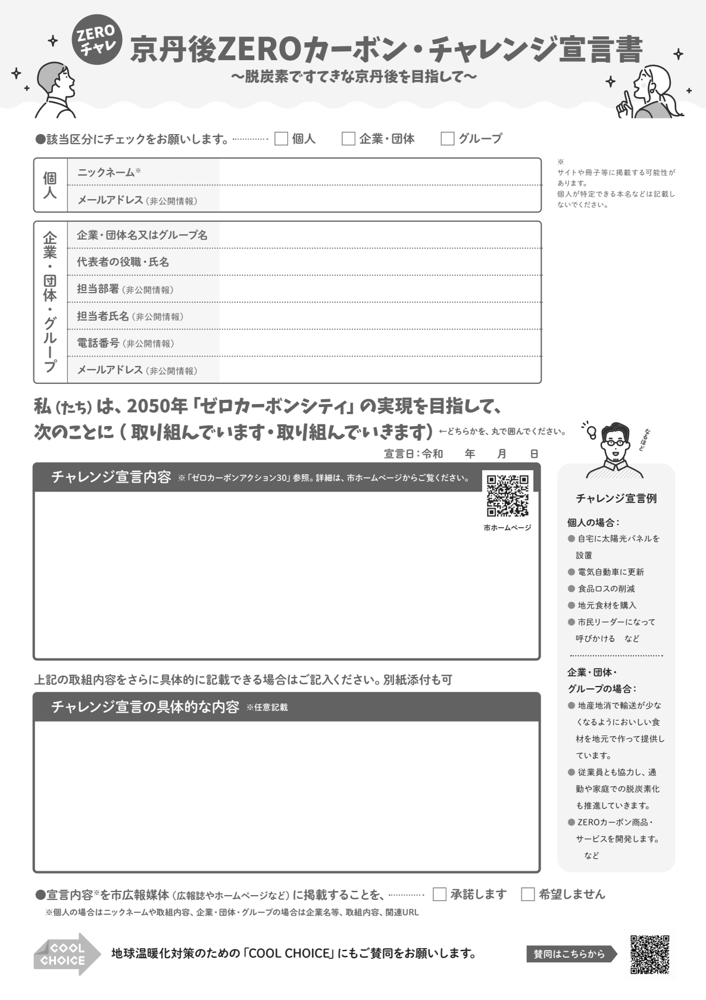 ZERO
チャレ
京丹後ZEROカーボン・チャレンジ宣言書
〜脱炭素ですてきな京丹後を目指して〜
●該当区分にチェックをお願いします。 個人 企業・団体 グループ
個人
ニックネーム※
メールアドレス（非公開情報）
※
サイトや冊子等に掲載する可能性が
あります。
個人が特定できる本名などは記載し
ないでください。
企業・団体・グループ
企業・団体名又はグループ名
代表者の役職・氏名
担当部署（非公開情報）
担当者氏名（非公開情報）
電話番号（非公開情報）
メールアドレス（非公開情報）
私（たち）は、2050年「ゼロカーボンシティ」の実現を目指して、
次のことに（ 取り組んでいます・取り組んでいきます）←どちらかを、丸で囲んでください。
宣言日：令和　　年　　月　　日
チャレンジ宣言内容 ※「ゼロカーボンアクション30」参照。詳細は、市ホームページからご覧ください。
市ホームページ
上記の取組内容をさらに具体的に記載できる場合はご記入ください。別紙添付も可
チャレンジ宣言の具体的な内容 ※任意記載
なるほど
チャレンジ宣言例
個人の場合：
● 自宅に太陽光パネルを
設置
● 電気自動車に更新
● 食品ロスの削減
● 地元食材を購入
● 市民リーダーになって
呼びかける　など
企業・団体・
グループの場合：
● 地産地消で輸送が少な
くなるようにおいしい食
材を地元で作って提供し
ています。
● 従業員とも協力し、通
勤や家庭での脱炭素化
も推進していきます。
● ZEROカーボン商品・
サービスを開発します。
など
●宣言内容※を市広報媒体（広報誌やホームページなど）に掲載することを、 承諾します 希望しません
※個人の場合はニックネームや取組内容、企業・団体・グループの場合は企業名等、取組内容、関連URL
COOL
CHOICE
地球温暖化対策のための「COOL CHOICE」にもご賛同をお願いします。
賛同はこちらから